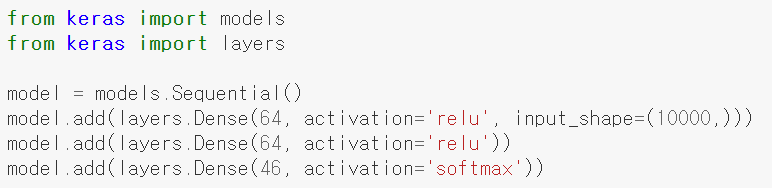 from keras import models
from keras import layers
model = models.Sequential()
model.add(layers.Dense(64, activation='relu', input_shape=(10000,)))
model.add(layers.Dense(64, activation='relu'))
model.add(layers.Dense(46, activation='softmax'))